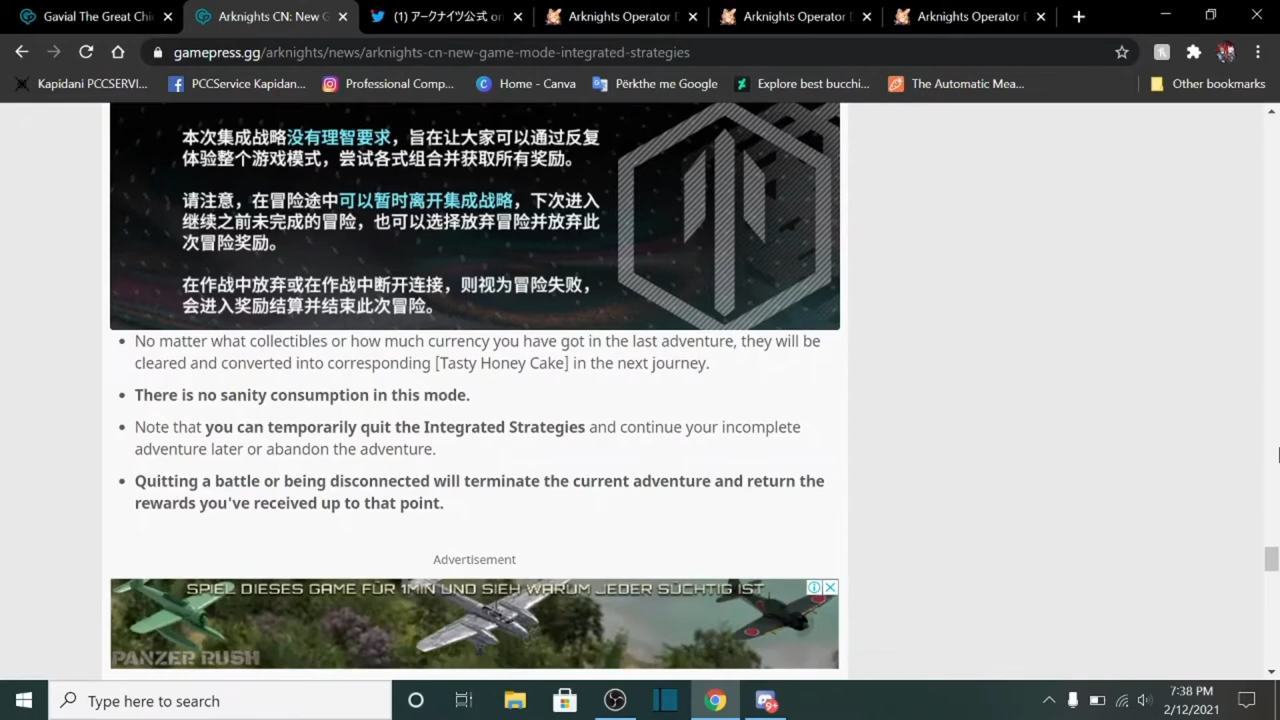 Gavial The Great Chi
Arknights CN: New G
(1) アークナイツ公式 on
Arknights Operator D
Arknights Operator D
Arknights Operator D
gamepress.gg/arknights/news/arknights-cn-new-game-mode-integrated-strategies
Kapidani PCCSERVI...
PCCService Kapidan...
Professional Comp...
Home - Canva
Përkthe me Google
Explore best bucchi...
The Automatic Mea...
Other bookmarks
本次集成战略没有理智要求，旨在让大家可以通过反复
体验整个游戏模式，尝试各式组合并获取所有奖励。
请注意，在冒险途中可以暂时离开集成战略，下次进入
继续之前未完成的冒险，也可以选择放弃冒险并放弃此
次冒险奖励。
在作战中放弃或在作战中断开连接，则视为冒险失败，
会进入奖励结算并结束此次冒险。
No matter what collectibles or how much currency you have got in the last adventure, they will be
cleared and converted into corresponding [Tasty Honey Cake] in the next journey.
There is no sanity consumption in this mode.
Note that you can temporarily quit the Integrated Strategies and continue your incomplete
adventure later or abandon the adventure.
Quitting a battle or being disconnected will terminate the current adventure and return the
rewards you've received up to that point.
Advertisement
SPIEL DIESES GAME FÜR 1MIN UND SIEH WARUM JEDER SÜCHTIG IST
PANZER RUSH
Type here to search
9+
7:38 PM
2/12/2021